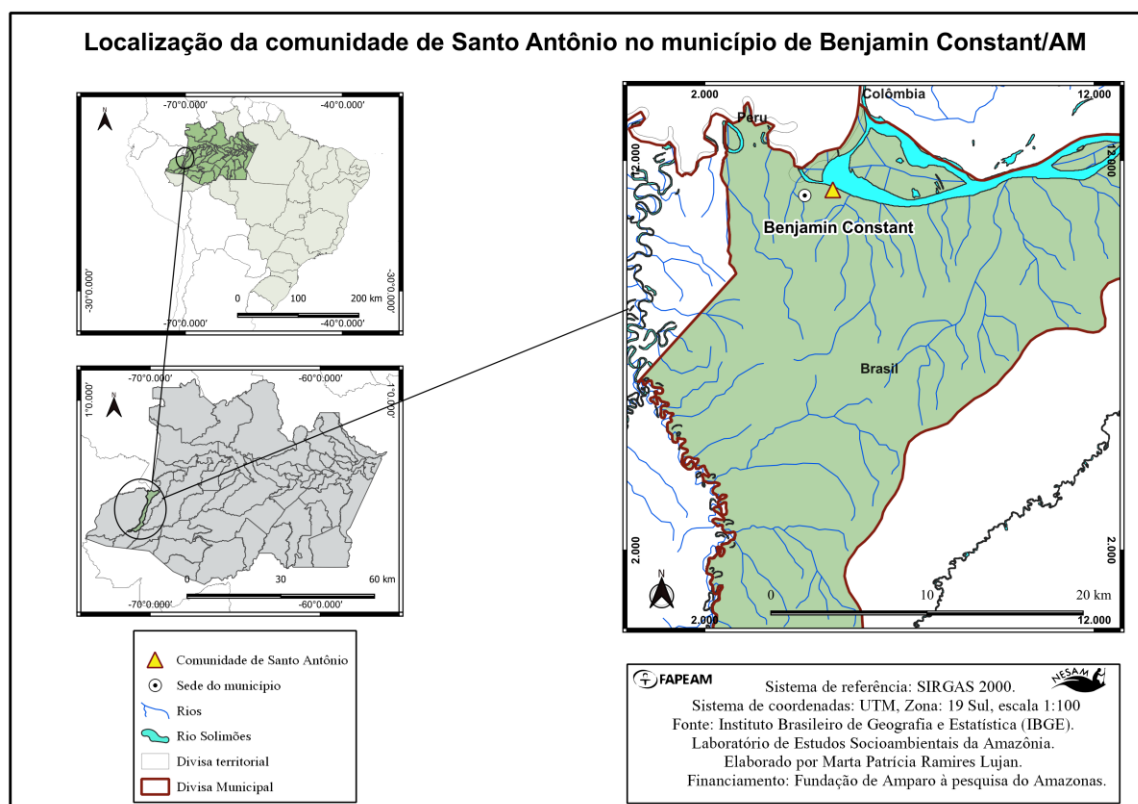 Localização da comunidade de Santo Antônio no município de Benjamin Constant/AM
-70°0.000' -40°0.000'
N
-30°0.000' -30°0.000'
0 100 200 km
-70°0.000' -40°0.000'
-70°0.000' -60°0.000'
1°0.000' 1°0.000'
N
0 30 60 km
-70°0.000' -60°0.000'
2.000 12.000
Colômbia
Peru
12.000 12.000
Benjamin Constant
Brasil
2.000 2.000
N
0 10 20 km
2.000 12.000
Comunidade de Santo Antônio
Sede do município
Rios
Rio Solimões
Divisa territorial
Divisa Municipal
FAPEAM
NESAM
Sistema de referência: SIRGAS 2000.
Sistema de coordenadas: UTM, Zona: 19 Sul, escala 1:100
Fonte: Instituto Brasileiro de Geografia e Estatística (IBGE).
Laboratório de Estudos Socioambientais da Amazônia.
Elaborado por Marta Patrícia Ramires Lujan.
Financiamento: Fundação de Amparo à pesquisa do Amazonas.